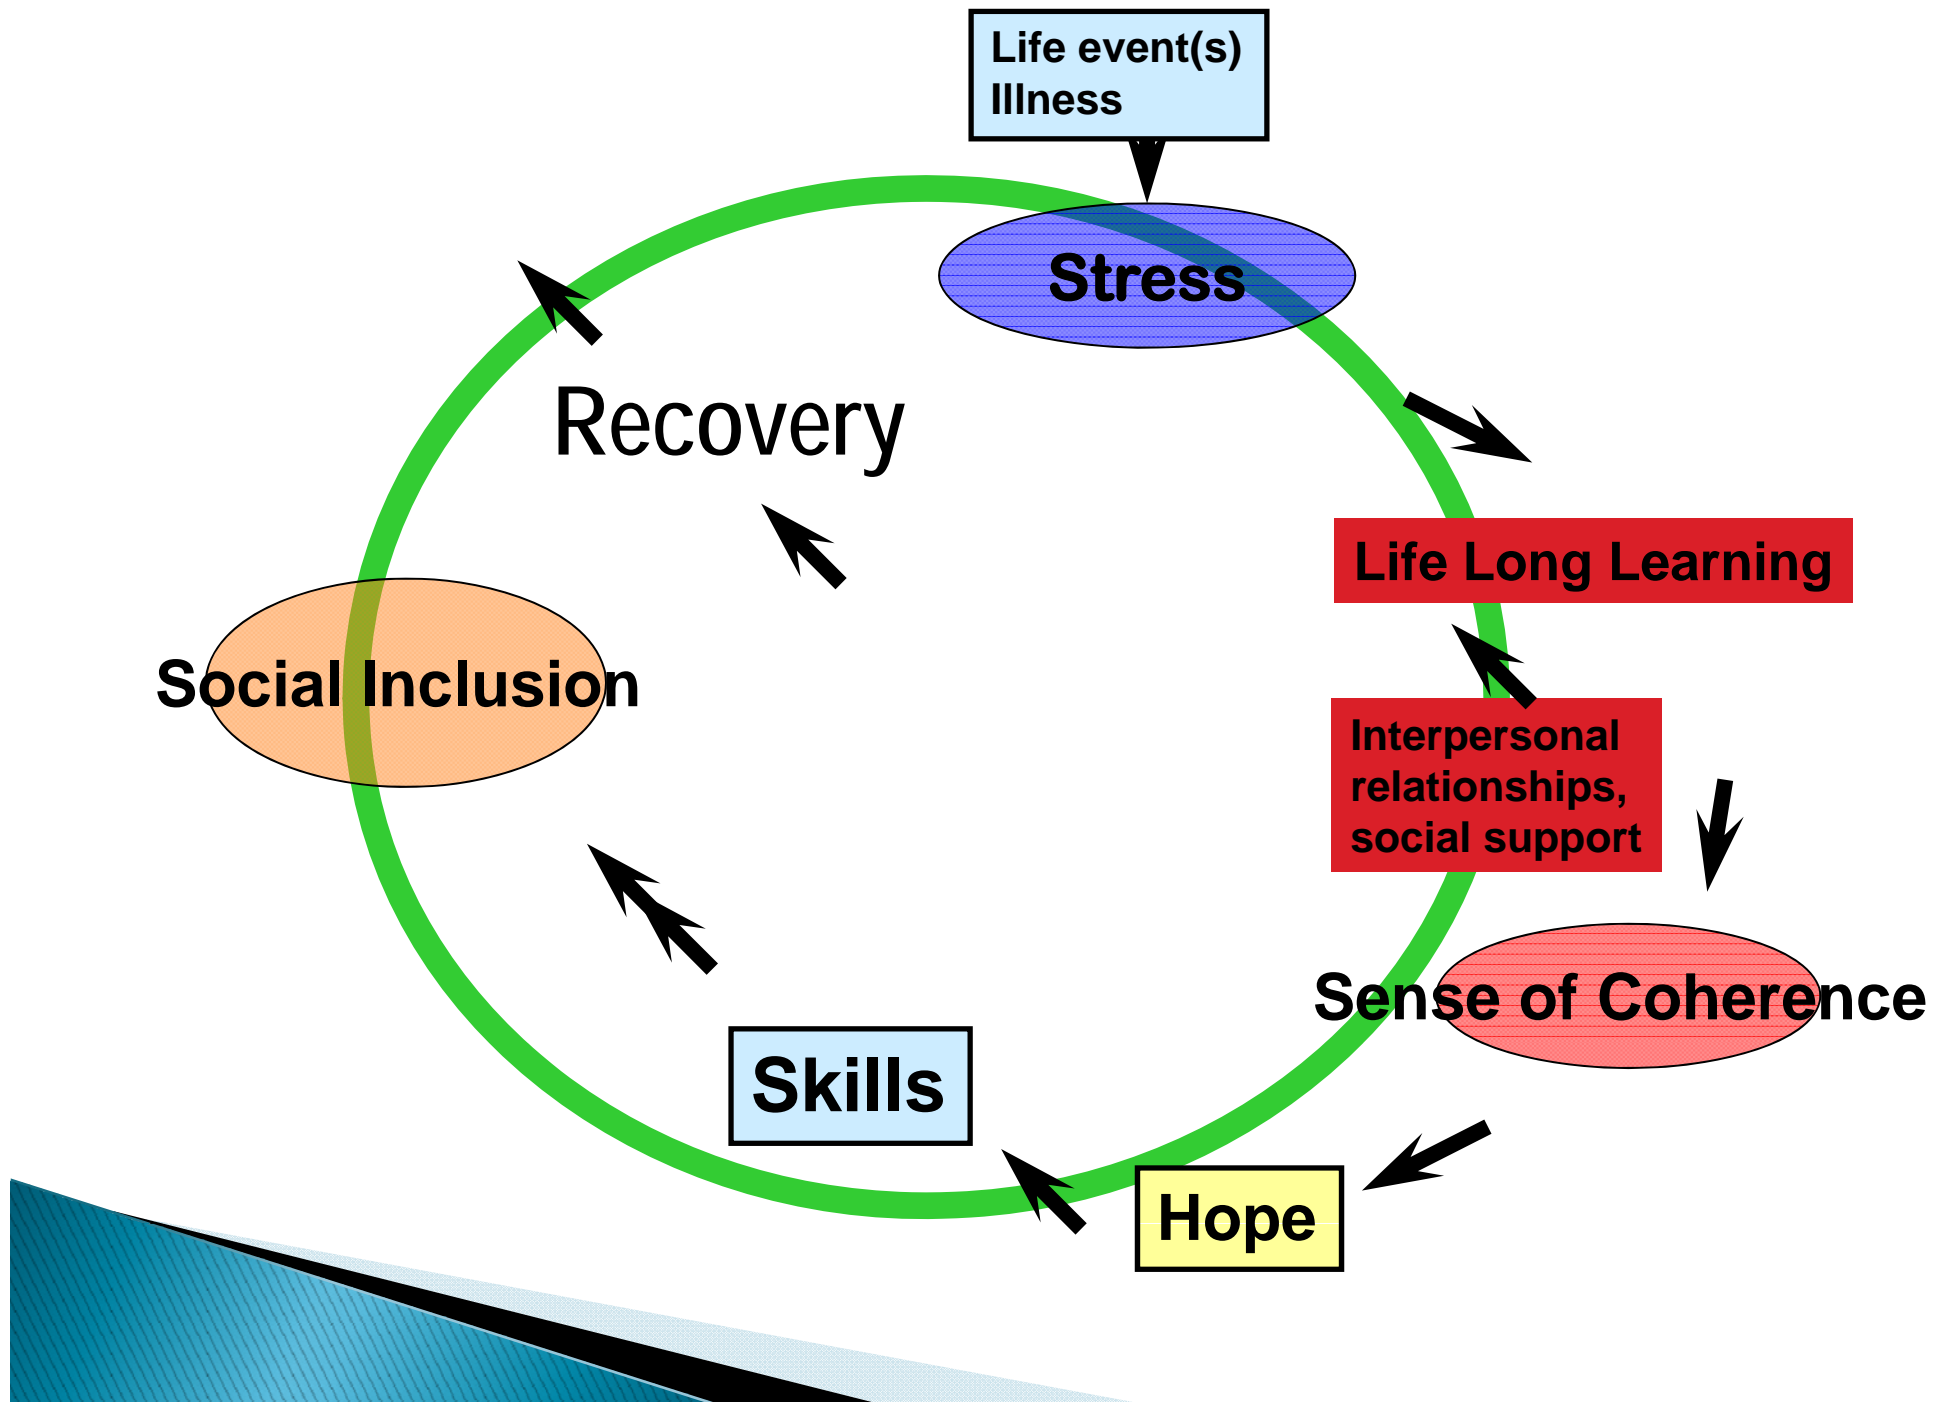 Life event(s)
Illness
Stress
Recovery
Life Long Learning
Social Inclusion
Interpersonal
relationships,
social support
Sense of Coherence
Skills
Hope